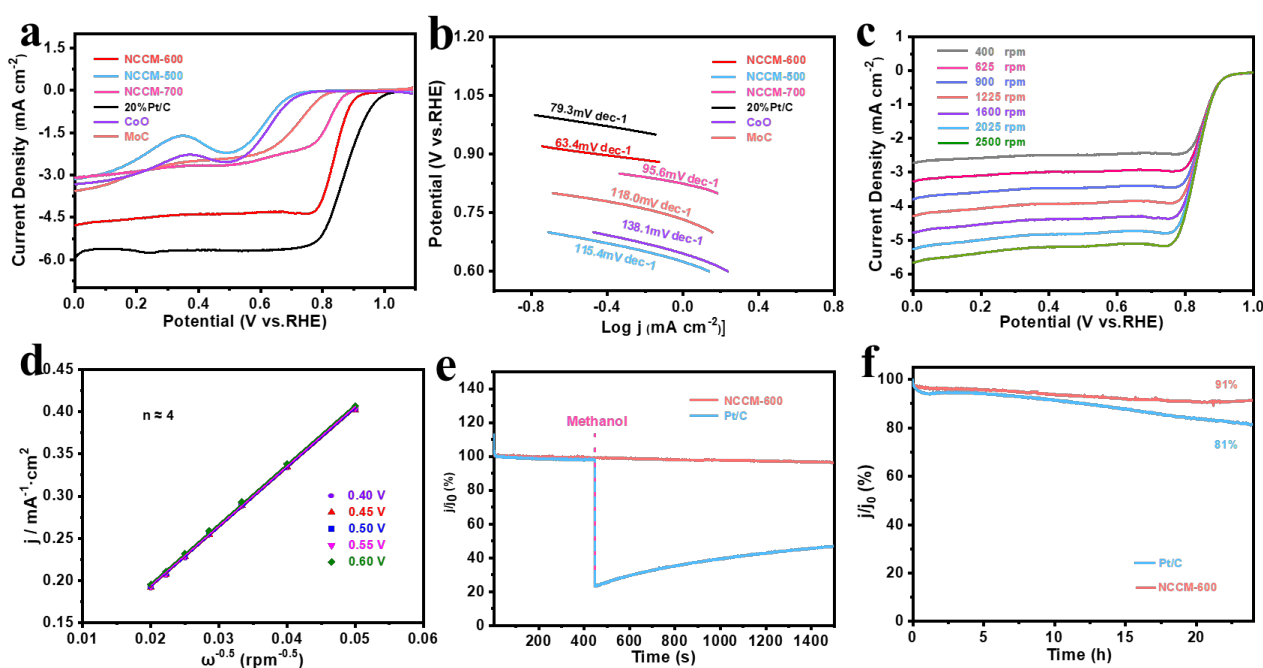 a
NCCM-600
NCCM-500
NCCM-700
20%Pt/C
CoO
MoC
1.5
0.0
-1.5
-3.0
-4.5
-6.0
Current Density (mA cm-2)
0.0 0.2 0.4 0.6 0.8 1.0
Potential (V vs.RHE)
b
NCCM-600
NCCM-500
NCCM-700
20%Pt/C
CoO
MoC
79.3mV dec-1
63.4mV dec-1
95.6mV dec-1
118.0mV dec-1
138.1mV dec-1
115.4mV dec-1
1.20
1.05
0.90
0.75
0.60
Potential (V vs.RHE)
-0.8 -0.4 0.0 0.4 0.8
Log j (mA cm-2)]
c
400 rpm
625 rpm
900 rpm
1225 rpm
1600 rpm
2025 rpm
2500 rpm
1
0
-1
-2
-3
-4
-5
-6
Current Density (mA cm-2)
0.0 0.2 0.4 0.6 0.8 1.0
Potential (V vs.RHE)
d
n ≈ 4
0.40 V
0.45 V
0.50 V
0.55 V
0.60 V
0.45
0.40
0.35
0.30
0.25
0.20
0.15
j / mA-1·cm2
0.01 0.02 0.03 0.04 0.05 0.06
ω-0.5 (rpm-0.5)
e
NCCM-600
Pt/C
Methanol
140
120
100
80
60
40
20
0
j/j0 (%)
200 400 600 800 1000 1200 1400
Time (s)
f
91%
81%
Pt/C
NCCM-600
100
80
60
40
20
0
j/j0 (%)
0 5 10 15 20
Time (h)